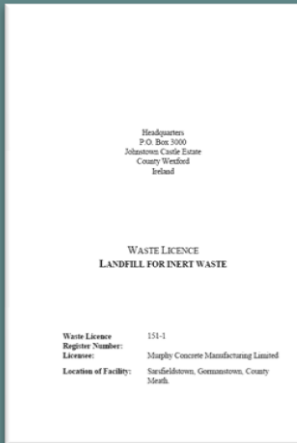 Headquarters
P.O. Box 3000
Johnstown Castle Estate
County Wexford
Ireland
WASTE LICENCE
LANDFILL FOR INERT WASTE
Waste Licence 151-1
Register Number:
Licensee: Murphy Concrete Manufacturing Limited
Location of Facility: Sarsfieldstown, Gormanstown, County
Meath.